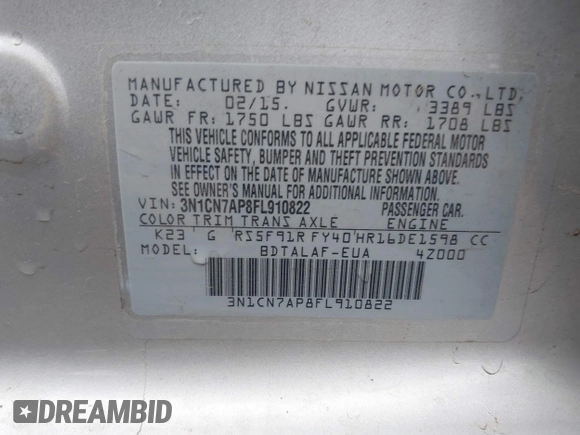 MANUFACTURED BY NISSAN MOTOR CO.,LTD.
DATE: 02/15. GVWR: 3389 LBS
GAWR FR: 1750 LBS GAWR RR: 1708 LBS
THIS VEHICLE CONFORMS TO ALL APPLICABLE FEDERAL MOTOR
VEHICLE SAFETY, BUMPER AND THEFT PREVENTION STANDARDS
IN EFFECT ON THE DATE OF MANUFACTURE SHOWN ABOVE.
SEE OWNER'S MANUAL FOR ADDITIONAL INFORMATION
VIN: 3N1CN7AP8FL910822 PASSENGER CAR.
COLOR TRIM TRANS AXLE ENGINE
K23 G RS5F91R FY40 HR16DE1598 CC
MODEL: BDTALAF-EUA 4Z000
3N1CN7AP8FL910822
DREAMBID